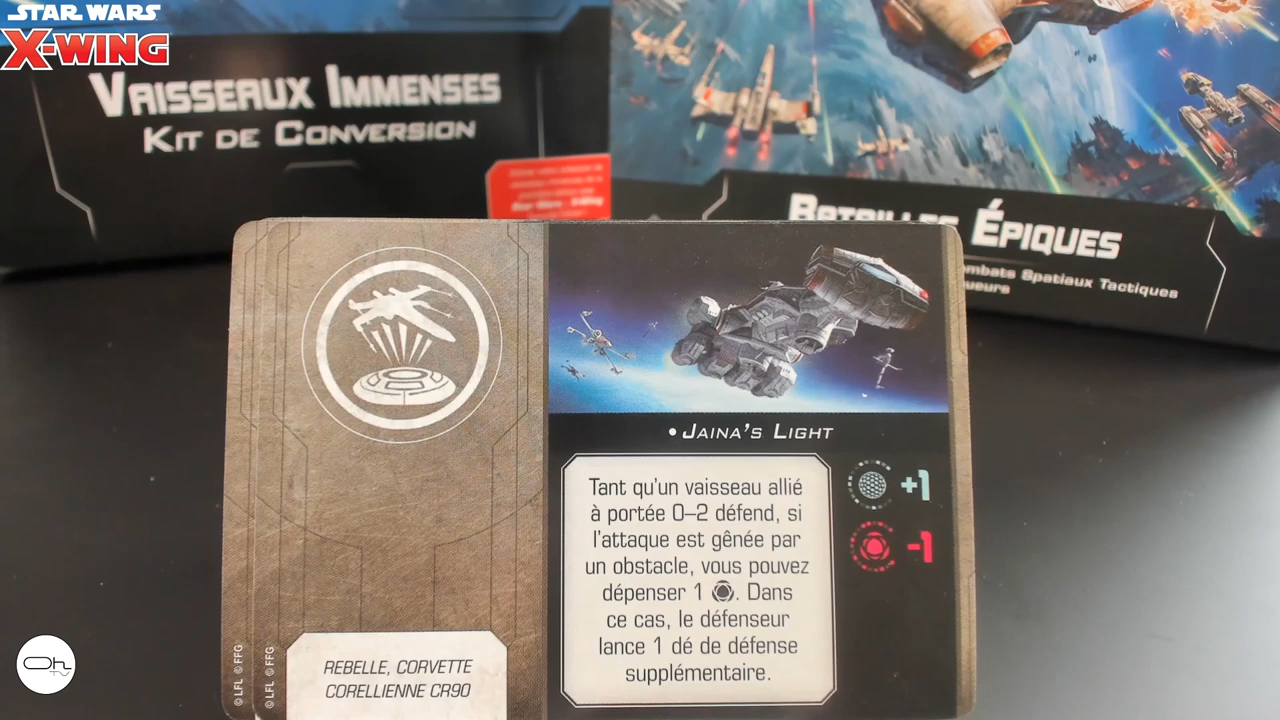 STAR WARS
X-WING
VAISSEAUX IMMENSES
KIT DE CONVERSION
BATAILLES ÉPIQUES
mbats Spatiaux Tactiques
ueurs
• JAINA'S LIGHT
Tant qu'un vaisseau allié
à portée 0–2 défend, si
l'attaque est gênée par
un obstacle, vous pouvez
dépenser 1 . Dans
ce cas, le défenseur
lance 1 dé de défense
supplémentaire.
+1
-1
REBELLE, CORVETTE
CORELLIENNE CR90
© LFL © FFG
© LFL © FFG
Oh
TV